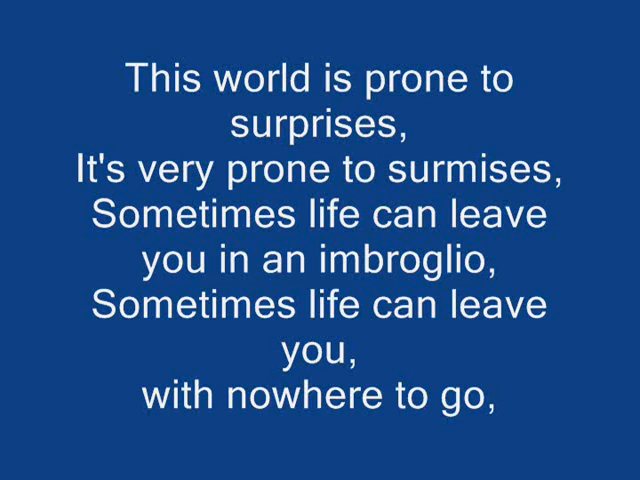 This world is prone to
surprises,
It's very prone to surmises,
Sometimes life can leave
you in an imbroglio,
Sometimes life can leave
you,
with nowhere to go,